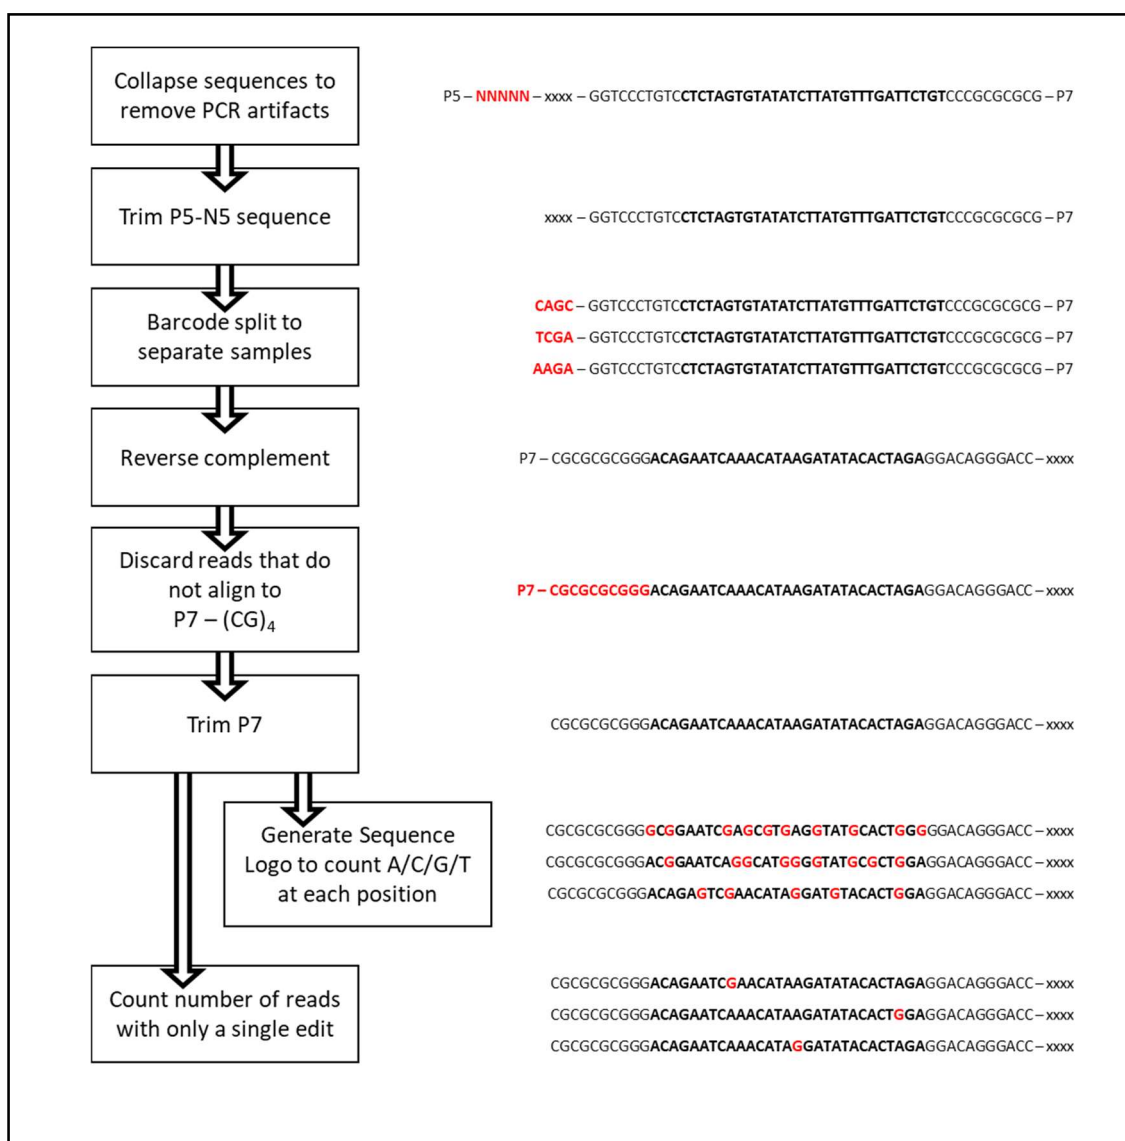 Collapse sequences to
remove PCR artifacts
P5 – NNNNN – xxxx – GGTCCCTGTCCTCTAGTGTATATCTTATGTTTGATTCTGTCCCGCGCGCG – P7
Trim P5-N5 sequence
xxxx – GGTCCCTGTCCTCTAGTGTATATCTTATGTTTGATTCTGTCCCGCGCGCG – P7
Barcode split to
separate samples
CAGC – GGTCCCTGTCCTCTAGTGTATATCTTATGTTTGATTCTGTCCCGCGCGCG – P7
TCGA – GGTCCCTGTCCTCTAGTGTATATCTTATGTTTGATTCTGTCCCGCGCGCG – P7
AAGA – GGTCCCTGTCCTCTAGTGTATATCTTATGTTTGATTCTGTCCCGCGCGCG – P7
Reverse complement
P7 – CGCGCGCGGGACAGAATCAAACATAAGATATACACTAGAGGACAGGGACC – xxxx
Discard reads that do
not align to
P7 – (CG)4
P7 – CGCGCGCGGGACAGAATCAAACATAAGATATACACTAGAGGACAGGGACC – xxxx
Trim P7
CGCGCGCGGGACAGAATCAAACATAAGATATACACTAGAGGACAGGGACC – xxxx
Generate Sequence
Logo to count A/C/G/T
at each position
CGCGCGCGGGGCGGAATCGAGCGTGAGGTATGCACTGGGGGACAGGGACC – xxxx
CGCGCGCGGGACGGAATCAGGCATGGGGTATGCGCTGGAGGACAGGGACC – xxxx
CGCGCGCGGGACAGAGTCGAACATAGGATGTACACTGGAGGACAGGGACC – xxxx
Count number of reads
with only a single edit
CGCGCGCGGGACAGAATCGAACATAAGATATACACTAGAGGACAGGGACC – xxxx
CGCGCGCGGGACAGAATCAAACATAAGATATACACTGGAGGACAGGGACC – xxxx
CGCGCGCGGGACAGAATCAAACATAGGATATACACTAGAGGACAGGGACC – xxxx